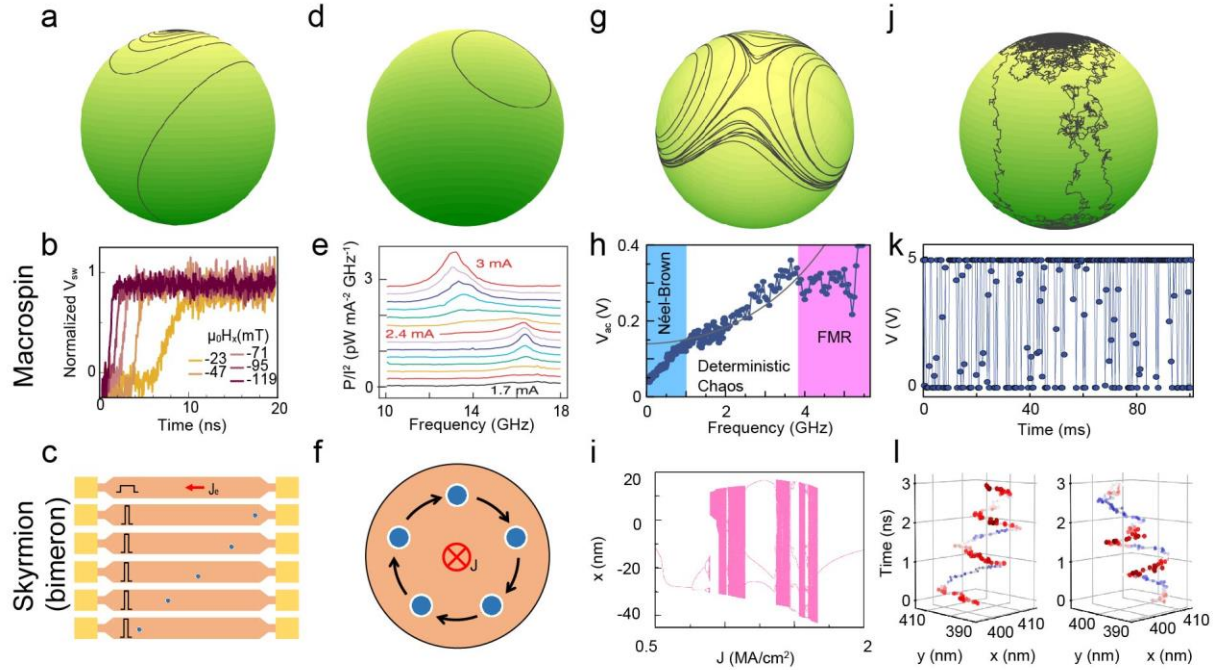 a
d
g
j
Macrospin
b
Normalized V_sw
1
0
μ₀Hₓ(mT)
-23
-47
-71
-95
-119
0
10
20
Time (ns)
e
P/I² (pW mA⁻² GHz⁻¹)
3
0
3 mA
2.4 mA
1.7 mA
10
14
18
Frequency (GHz)
h
V_ac (V)
0.4
0.2
0.0
Néel-Brown
Deterministic
Chaos
FMR
0
2
4
Frequency (GHz)
k
V (V)
5
0
0
40
80
Time (ms)
Skyrmion
(bimeron)
c
J_e
f
J
i
x (nm)
20
0
-20
-40
0.5
2
J (MA/cm²)
l
Time (ns)
3
2
1
0
410
390
400
410
y (nm)
x (nm)
3
2
1
0
400
390
400
410
y (nm)
x (nm)